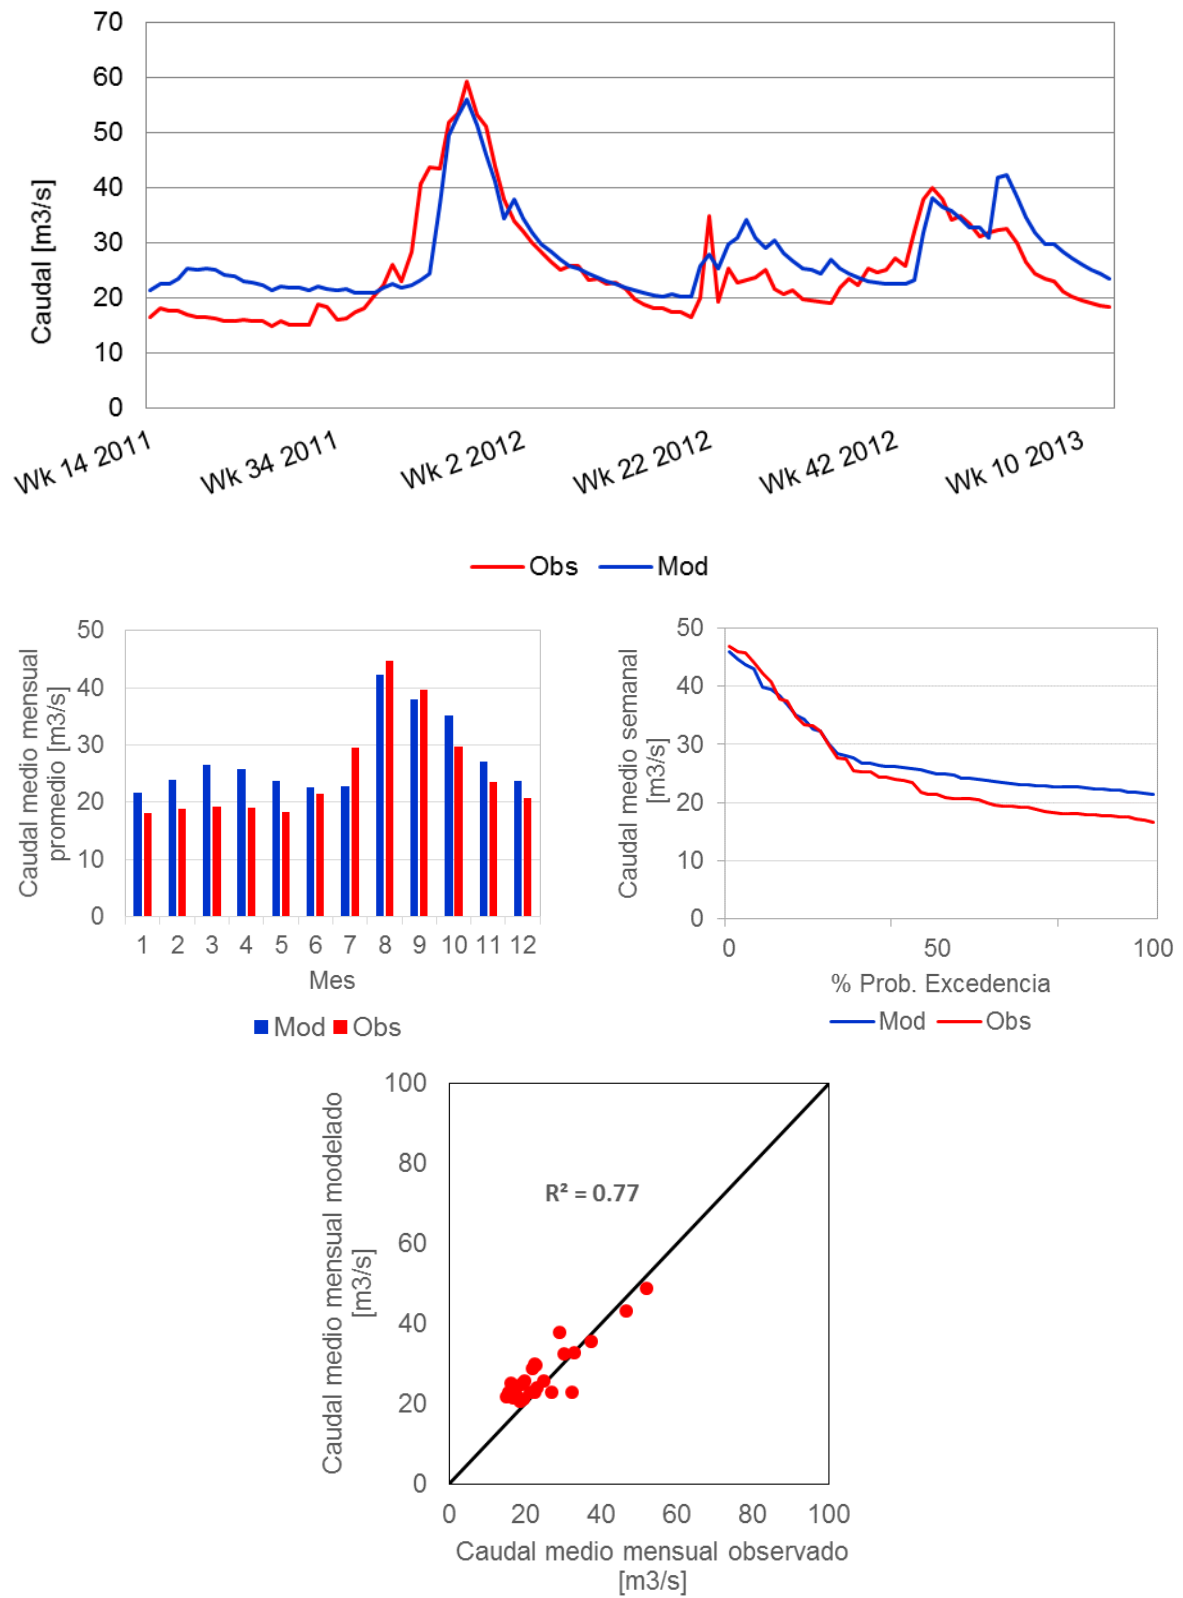 70
60
50
40
30
20
10
0
Caudal [m3/s]
Wk 14 2011
Wk 34 2011
Wk 2 2012
Wk 22 2012
Wk 42 2012
Wk 10 2013
Obs Mod
50
40
30
20
10
0
Caudal medio mensual
promedio [m3/s]
1 2 3 4 5 6 7 8 9 10 11 12
Mes
Mod Obs
50
40
30
20
10
0
Caudal medio semanal
[m3/s]
0 50 100
% Prob. Excedencia
Mod Obs
100
80
60
40
20
0
Caudal medio mensual modelado
[m3/s]
R² = 0.77
0 20 40 60 80 100
Caudal medio mensual observado
[m3/s]